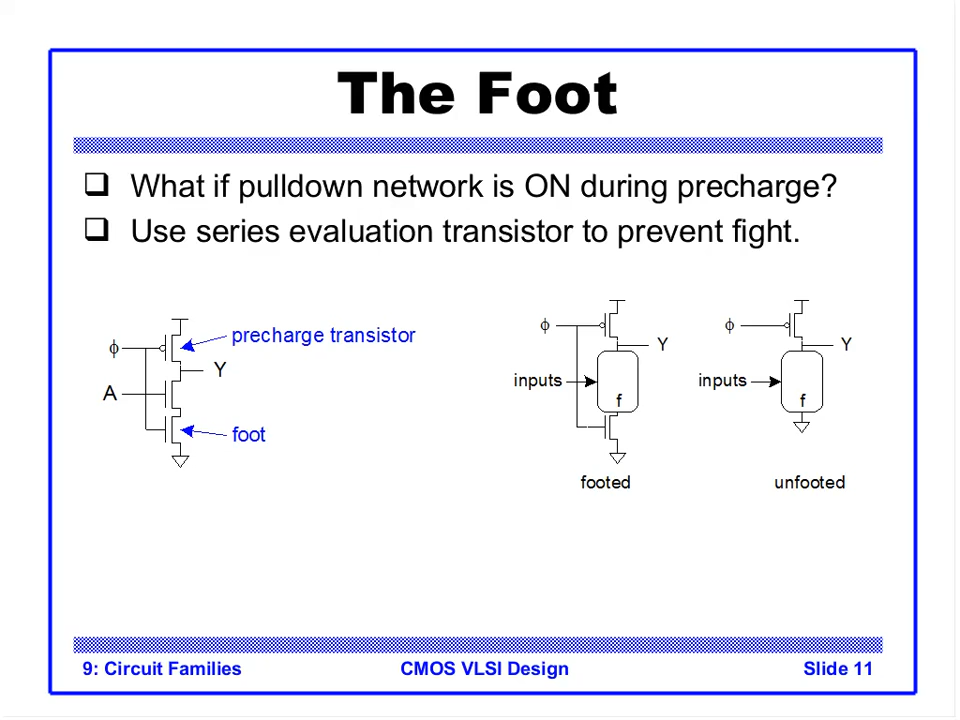 The Foot
What if pulldown network is ON during precharge?
Use series evaluation transistor to prevent fight.
ϕ
precharge transistor
Y
A
foot
ϕ
Y
inputs
f
footed
ϕ
Y
inputs
f
unfooted
9: Circuit Families
CMOS VLSI Design
Slide 11